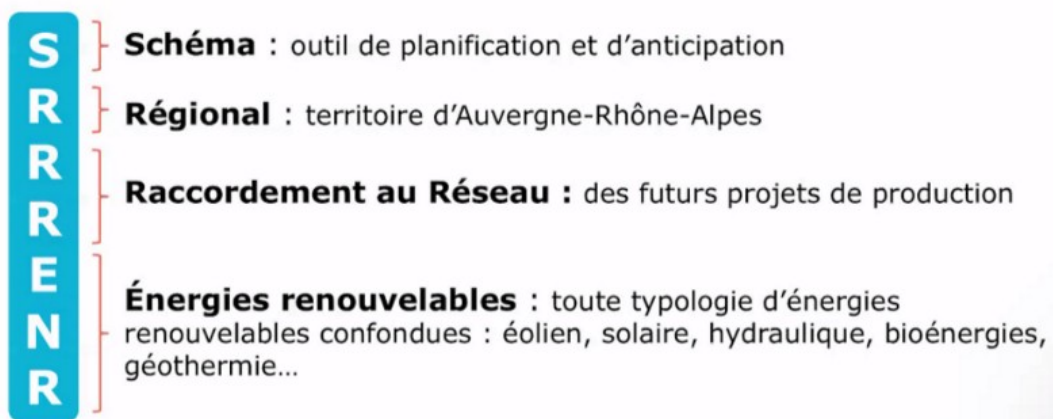 S
R
R
R
E
N
R
Schéma : outil de planification et d'anticipation
Régional : territoire d'Auvergne-Rhône-Alpes
Raccordement au Réseau : des futurs projets de production
Énergies renouvelables : toute typologie d'énergies
renouvelables confondues : éolien, solaire, hydraulique, bioénergies,
géothermie…